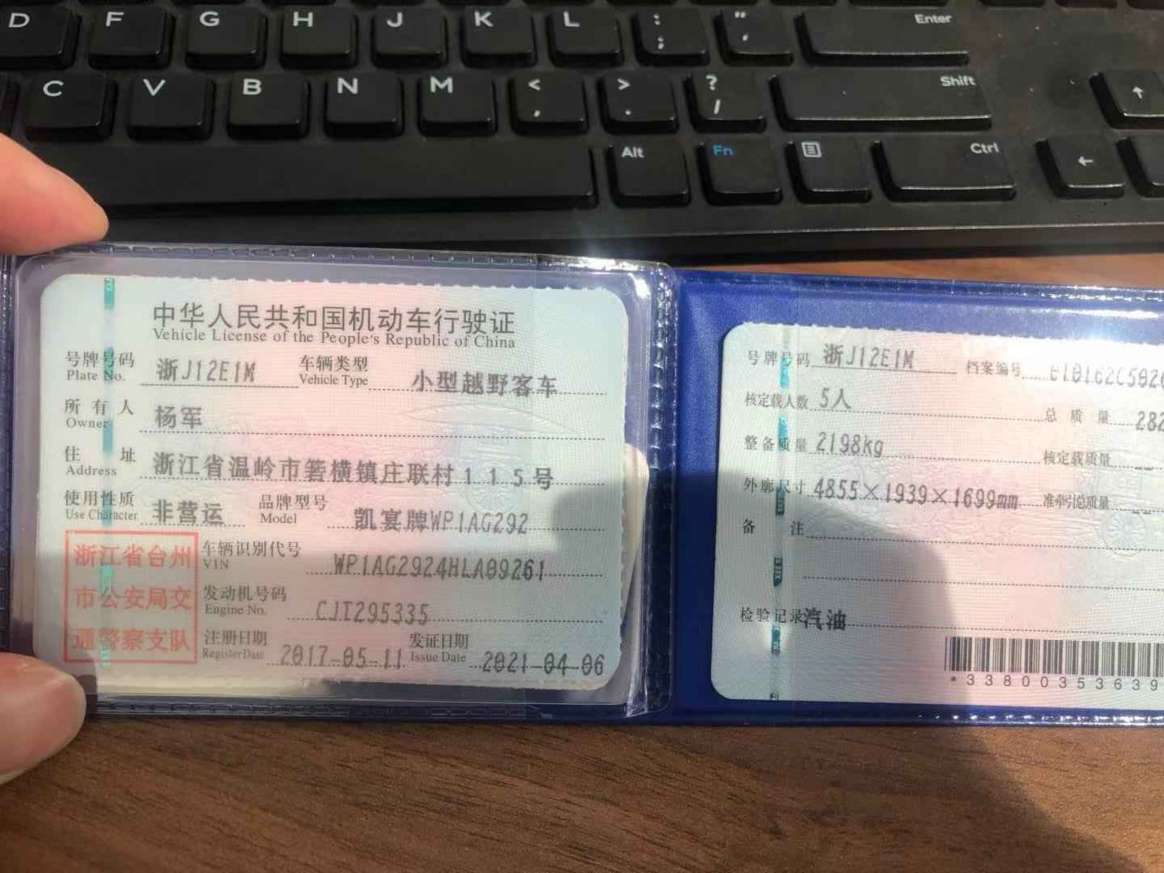 D F G H J K L : ; " ' Enter
C V B N M < , > . ? / Shift
Alt Fn Ctrl
中华人民共和国机动车行驶证
Vehicle License of the People's Republic of China
号牌号码 浙J12E1M 车辆类型 小型越野客车
Plate No. Vehicle Type
所有人 杨军
Owner
住址 浙江省温岭市箬横镇庄联村115号
Address
使用性质 非营运 品牌型号 凯宴牌WP1AG292
Use Character Model
浙江省台州
市公安局交
通警察支队
车辆识别代号 WP1AG2924HLA09261
VIN
发动机号码 CJT295335
Engine No.
注册日期 2017-05-11 发证日期 2021-04-06
Register Date Issue Date
号牌号码 浙J12E1M 档案编号
核定载人数 5人 总质量 282
整备质量 2198kg 核定载质量
外廓尺寸 4855×1939×1699mm 准牵引总质量
备注
检验记录 汽油
*33800353639